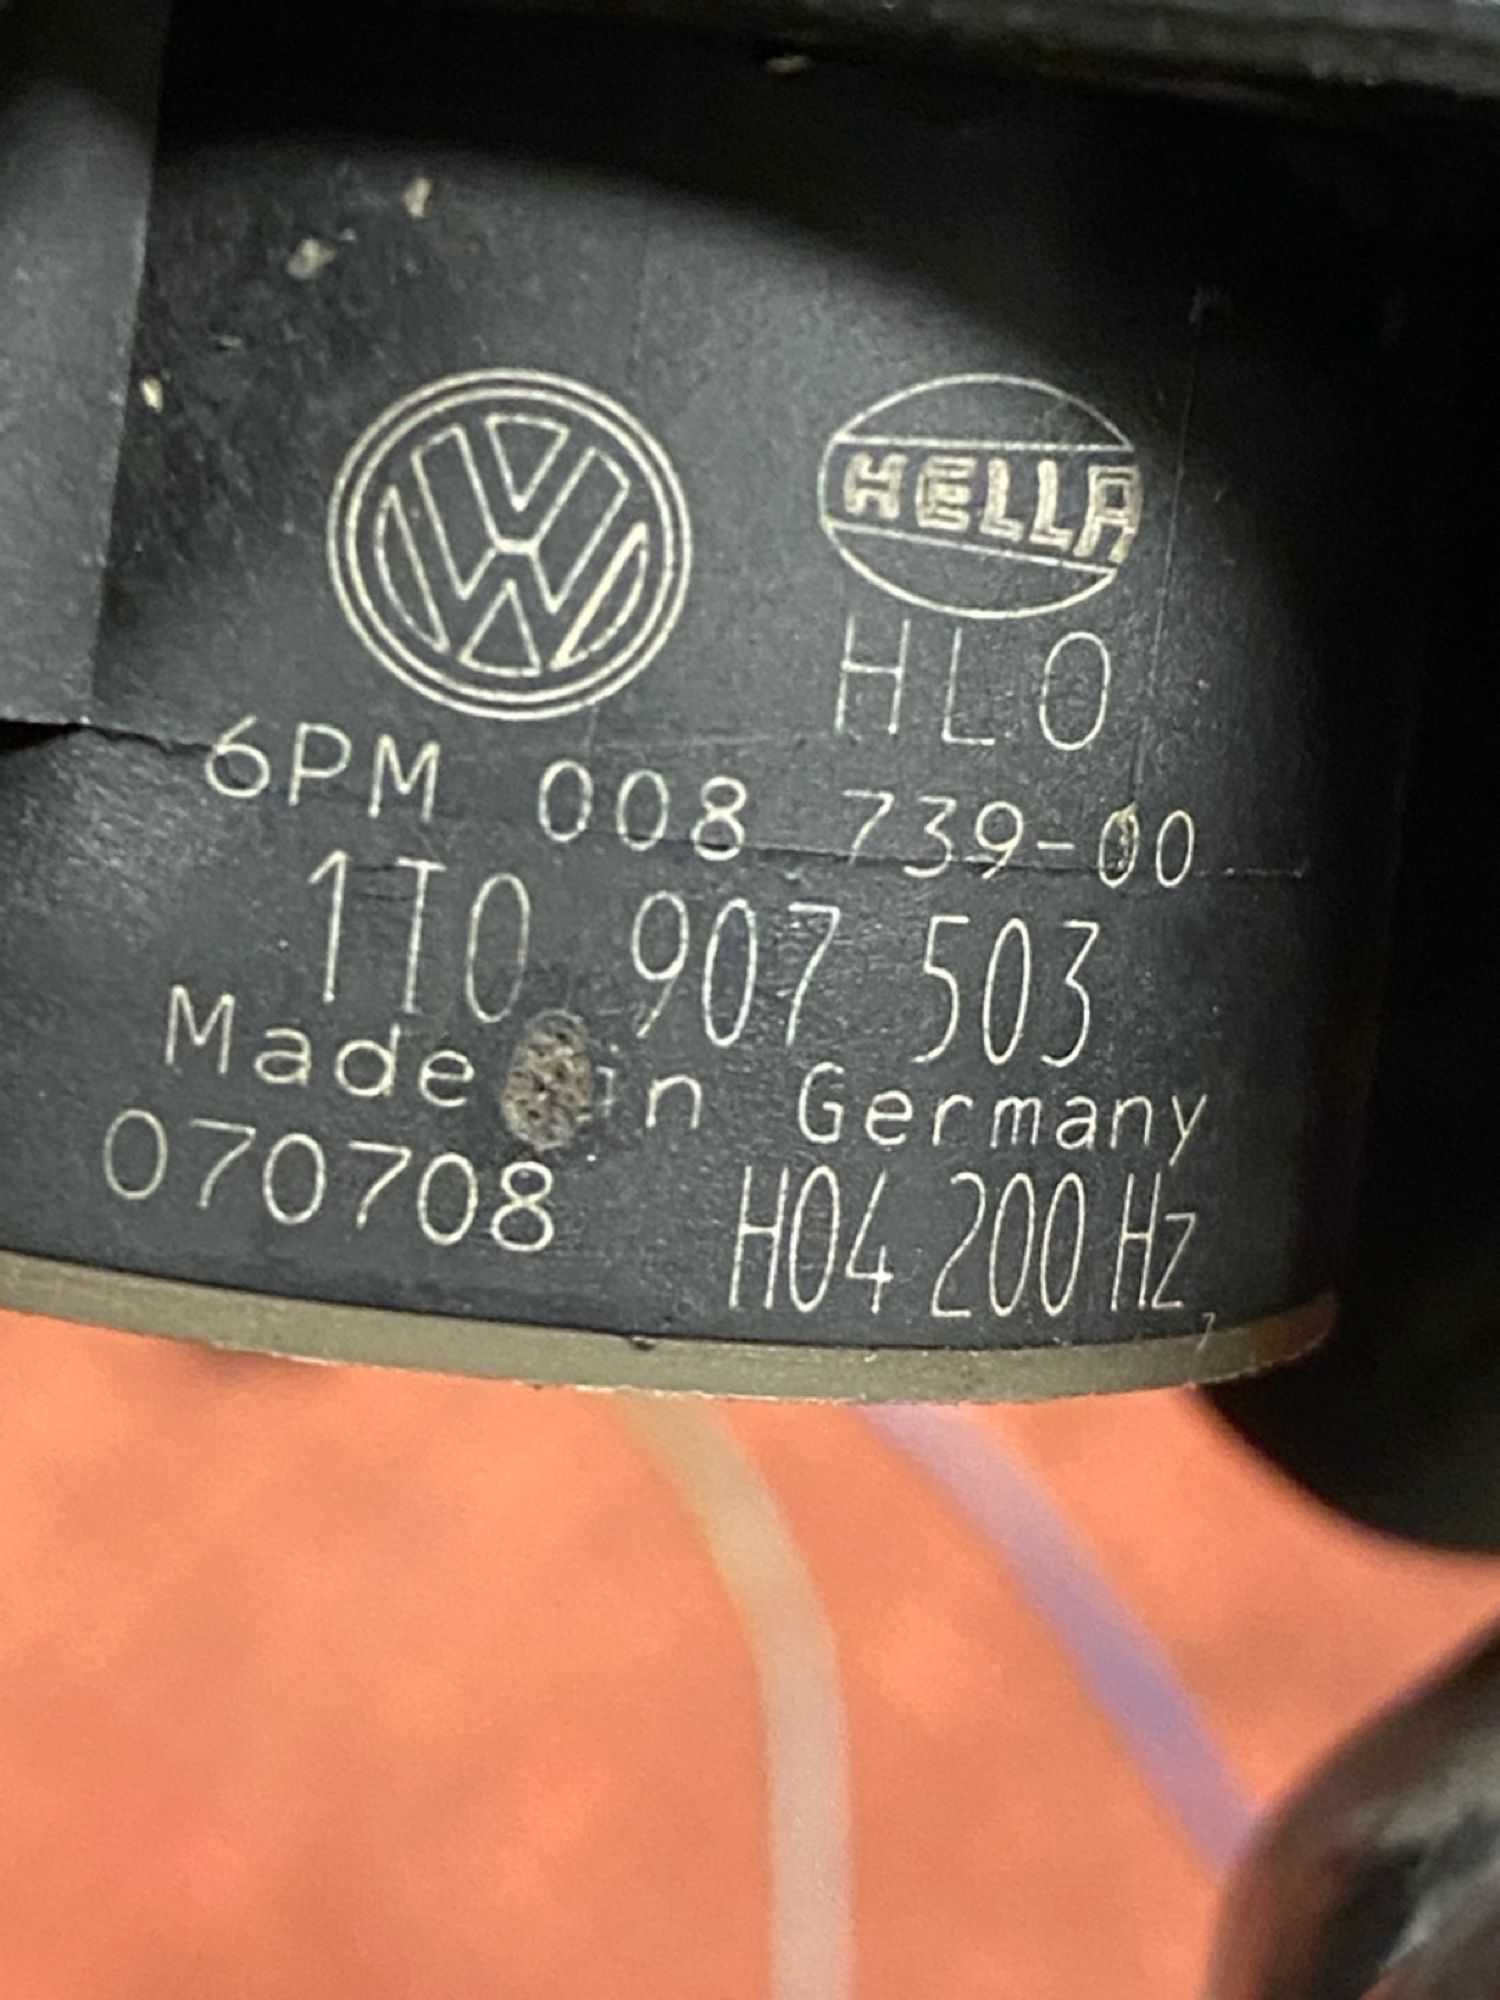 HELLA
HLO
6PM 008 739-00
1T0 907 503
Made in Germany
070708 H04 200 Hz